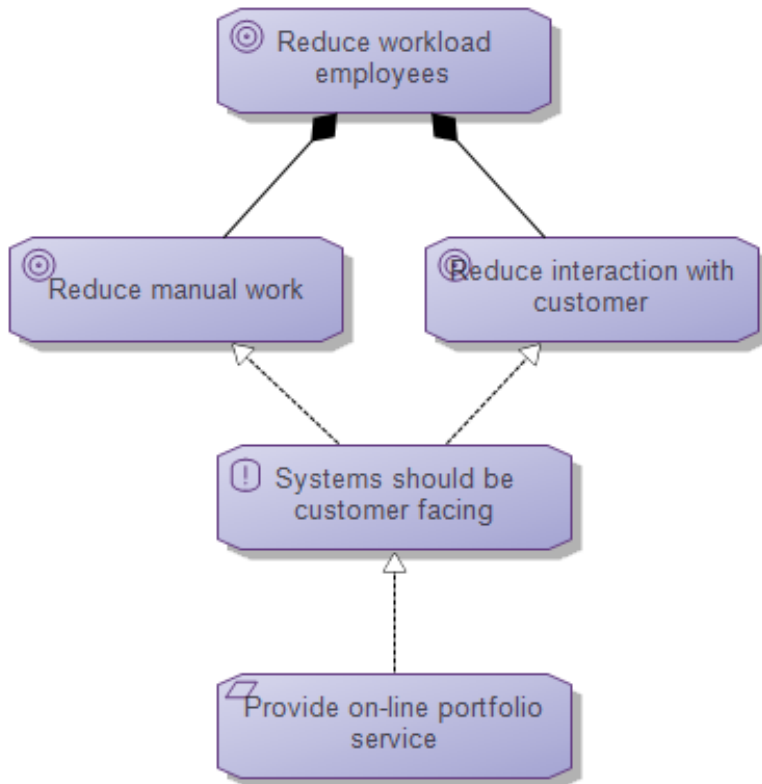 Reduce workload
employees
Reduce manual work
Reduce interaction with
customer
Systems should be
customer facing
Provide on-line portfolio
service